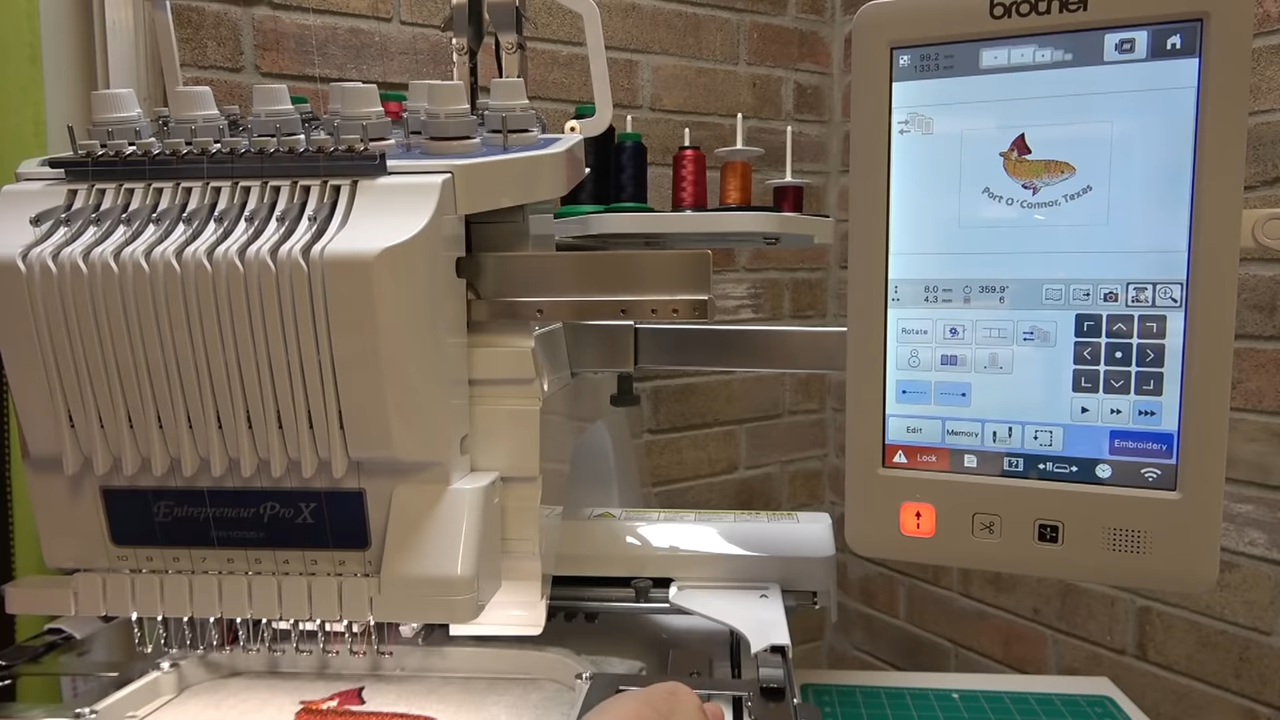 brother
99.2 mm
133.3 mm
Port O'Connor, Texas
8.0 mm
4.3 mm
359.9°
6
Rotate
Edit
Memory
Embroidery
Lock
Entrepreneur Pro X
PR1055X
10 9 8 7 6 5 4 3 2 1